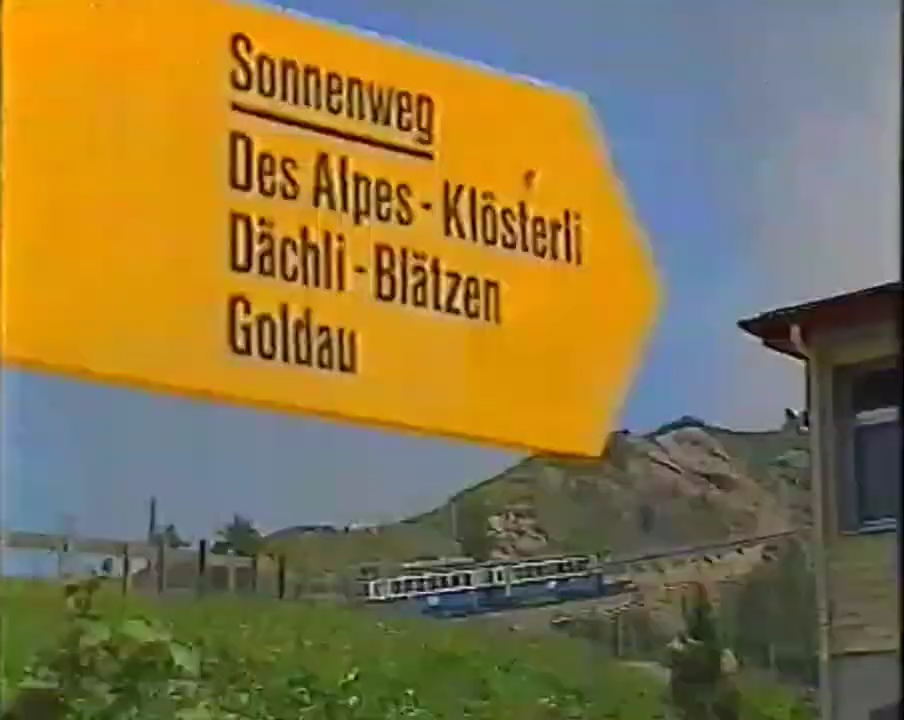 Sonnenweg
Des Alpes - Klösterli
Dächli - Blätzen
Goldau